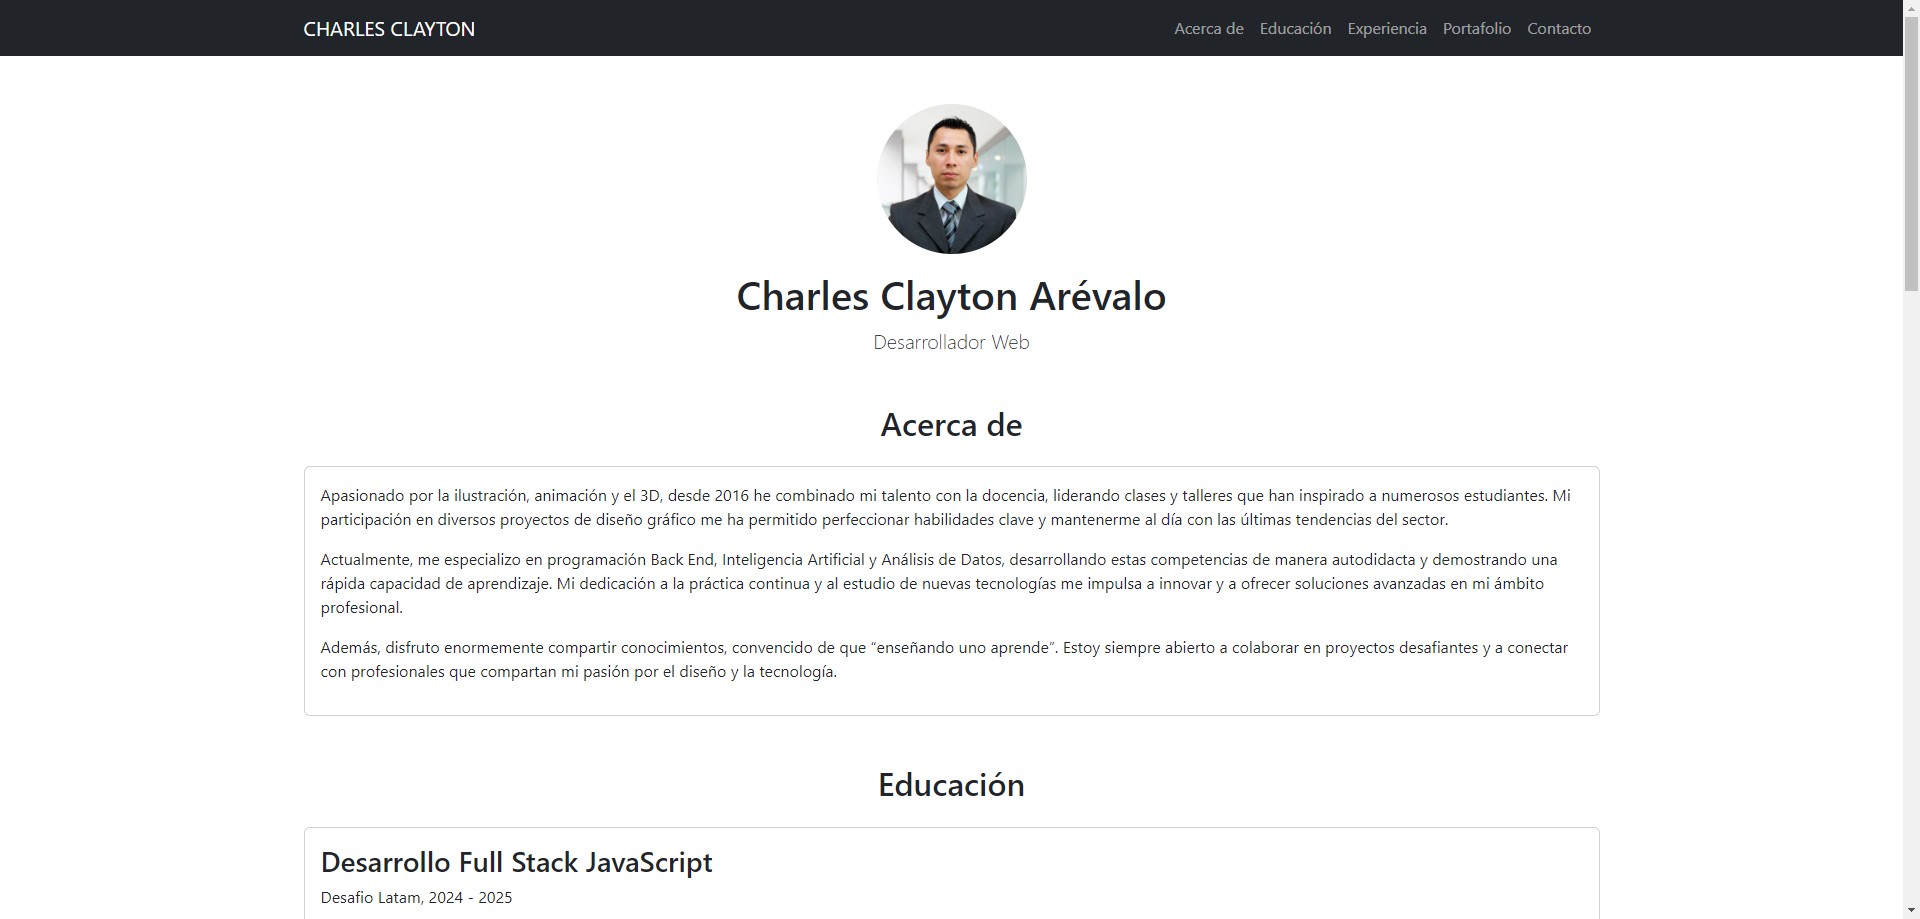 CHARLES CLAYTON
Acerca de Educación Experiencia Portafolio Contacto
Charles Clayton Arévalo
Desarrollador Web
Acerca de
Apasionado por la ilustración, animación y el 3D, desde 2016 he combinado mi talento con la docencia, liderando clases y talleres que han inspirado a numerosos estudiantes. Mi
participación en diversos proyectos de diseño gráfico me ha permitido perfeccionar habilidades clave y mantenerme al día con las últimas tendencias del sector.
Actualmente, me especializo en programación Back End, Inteligencia Artificial y Análisis de Datos, desarrollando estas competencias de manera autodidacta y demostrando una
rápida capacidad de aprendizaje. Mi dedicación a la práctica continua y al estudio de nuevas tecnologías me impulsa a innovar y a ofrecer soluciones avanzadas en mi ámbito
profesional.
Además, disfruto enormemente compartir conocimientos, convencido de que “enseñando uno aprende”. Estoy siempre abierto a colaborar en proyectos desafiantes y a conectar
con profesionales que compartan mi pasión por el diseño y la tecnología.
Educación
Desarrollo Full Stack JavaScript
Desafio Latam, 2024 - 2025